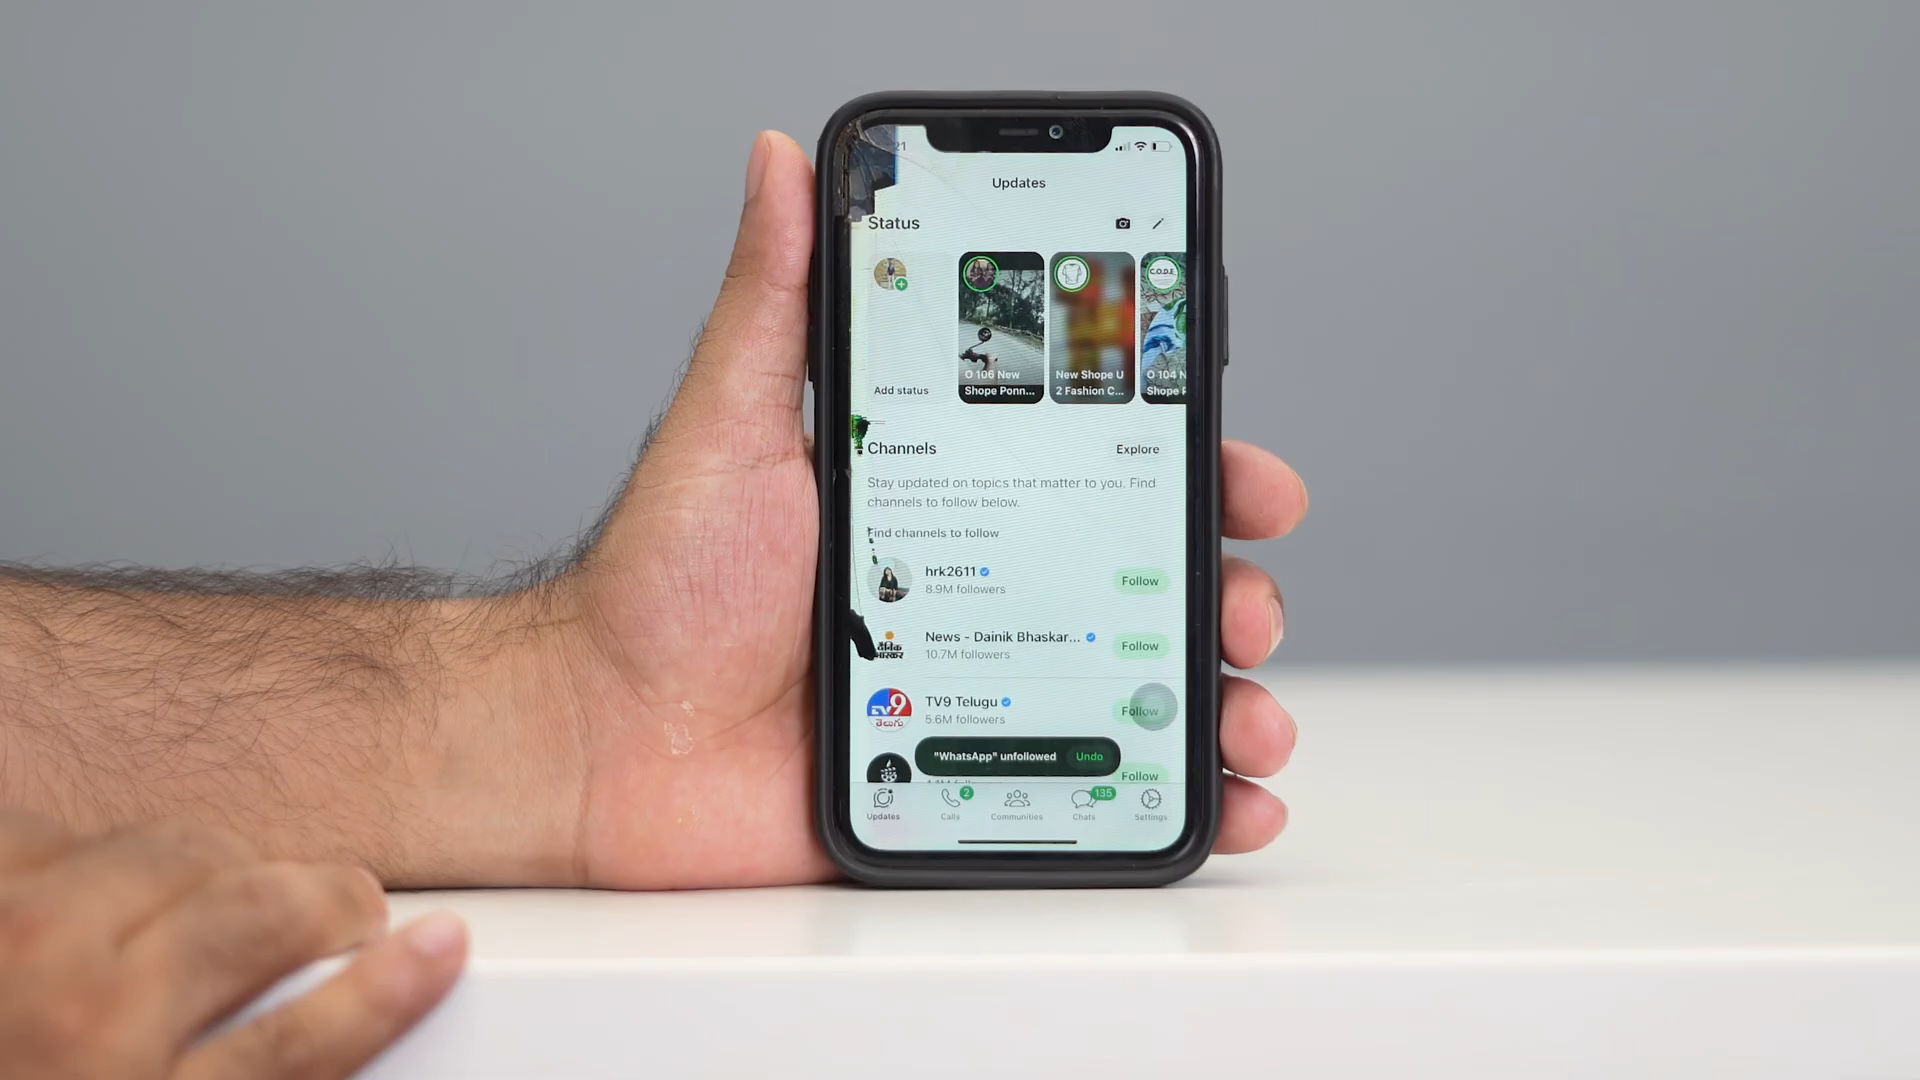 21
Updates
Status
C.O.D.E
Add status
O 106 New
Shope Ponn...
New Shope U
2 Fashion C...
O 104 N
Shope P
Channels
Explore
Stay updated on topics that matter to you. Find
channels to follow below.
Find channels to follow
hrk2611
8.9M followers
Follow
दैनिक
भास्कर
News - Dainik Bhaskar...
10.7M followers
Follow
TV9
తెలుగు
TV9 Telugu
5.6M followers
Follow
"WhatsApp" unfollowed
Undo
Follow
Updates
2
Calls
Communities
135
Chats
Settings